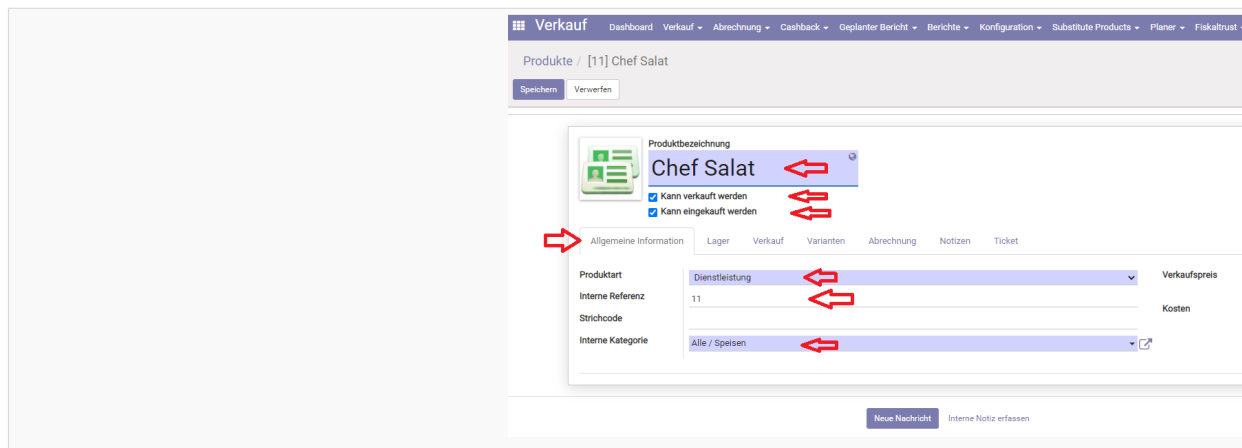 Verkauf Dashboard Verkauf Abrechnung Cashback Geplanter Bericht Berichte Konfiguration Substitute Products Planer Fiskaltrust
Produkte / [11] Chef Salat
Speichern Verwerfen
Produktbezeichnung
Chef Salat
Kann verkauft werden
Kann eingekauft werden
Allgemeine Information Lager Verkauf Varianten Abrechnung Notizen Ticket
Produktart Dienstleistung Verkaufspreis
Interne Referenz 11
Kosten
Strichcode
Interne Kategorie Alle / Speisen
Neue Nachricht Interne Notiz erfassen